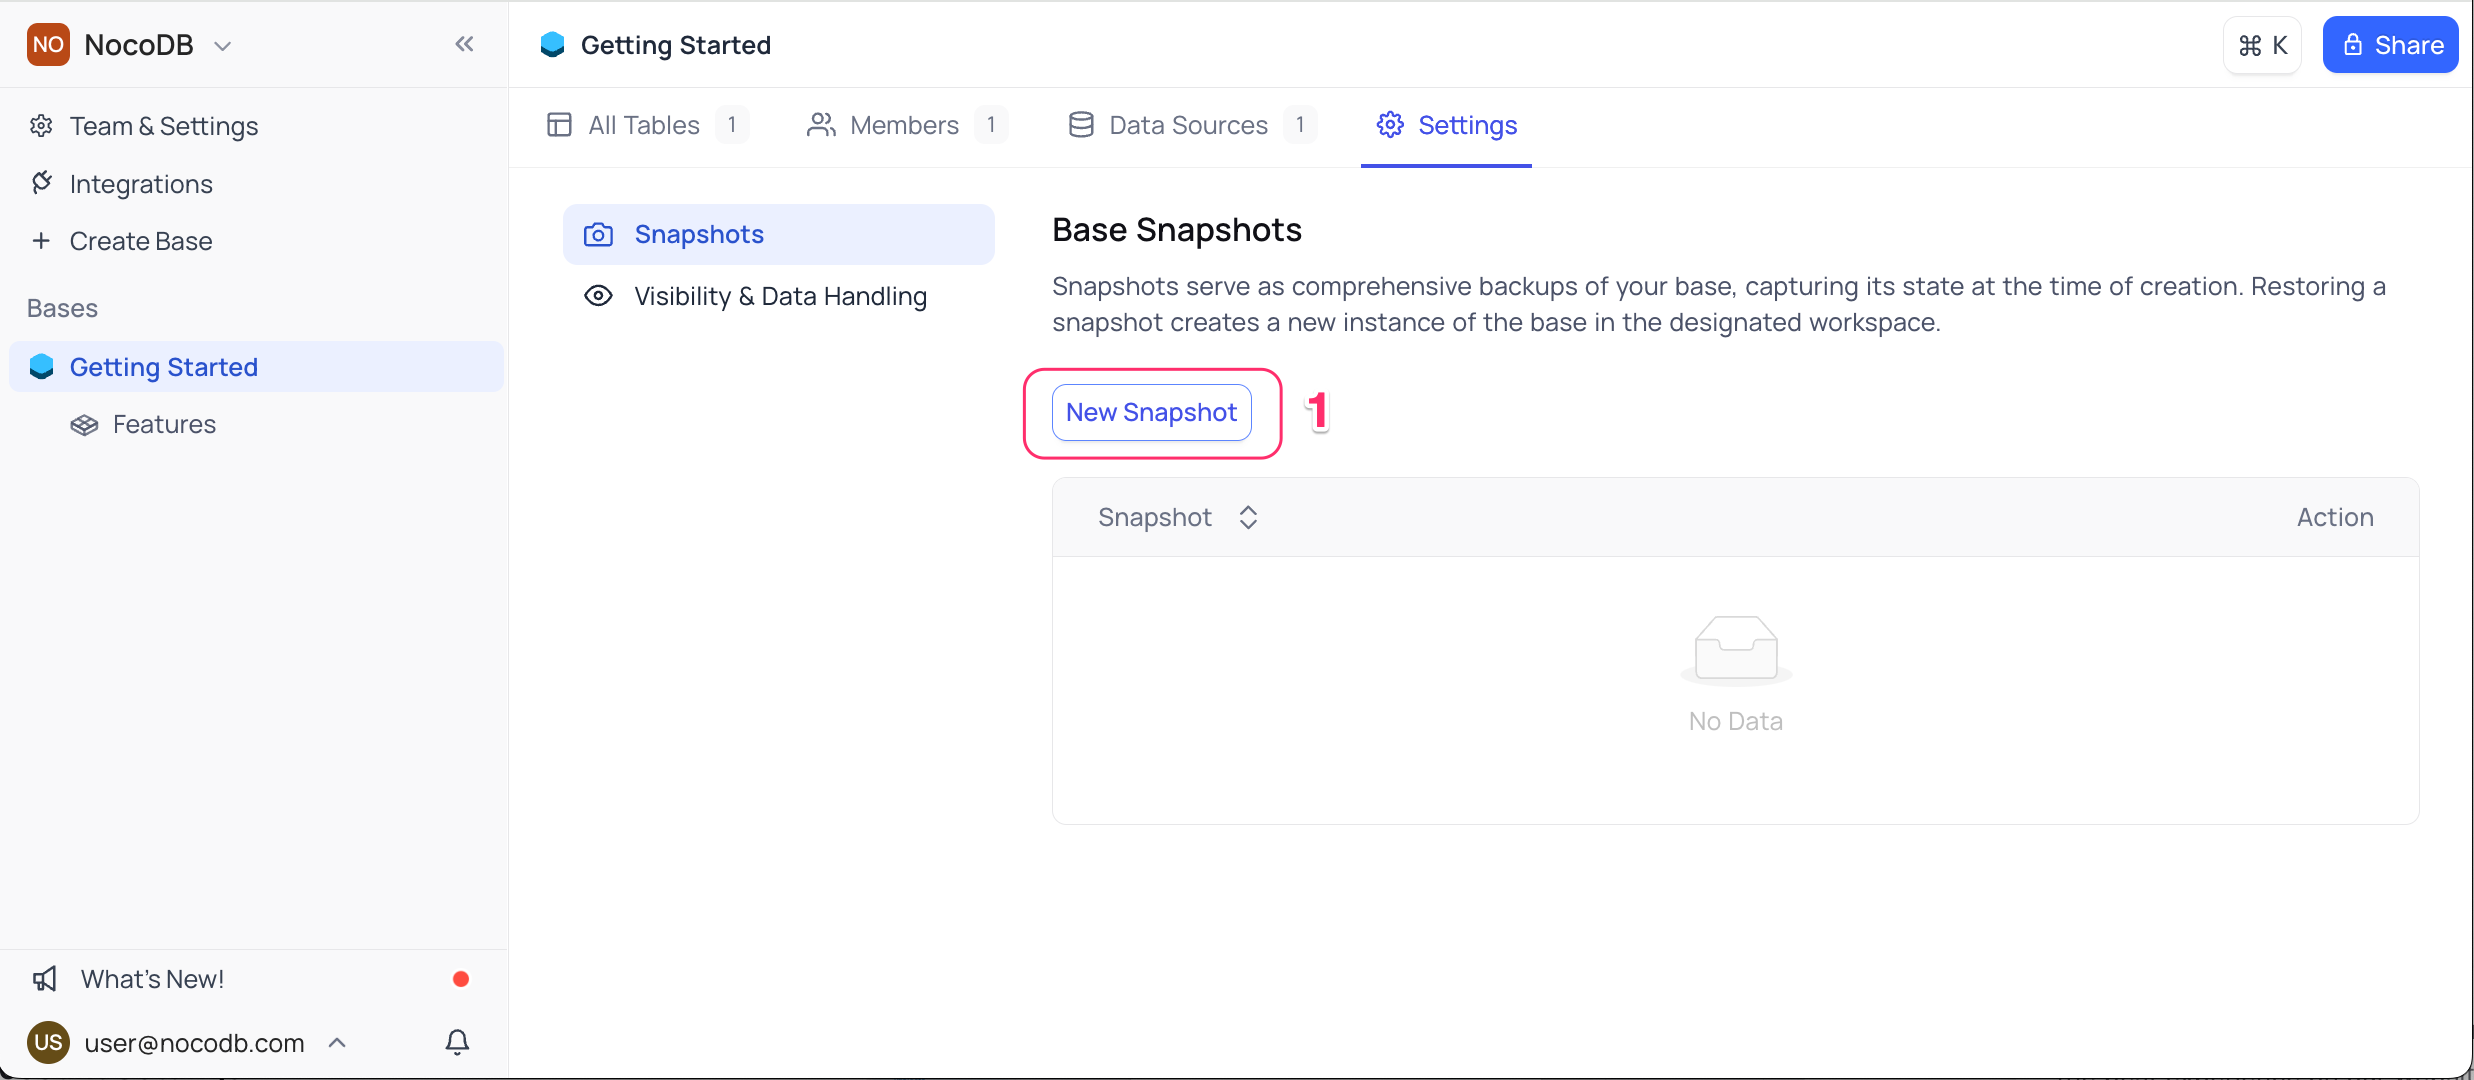 NO NocoDB
Getting Started
⌘ K
Share
Team & Settings
Integrations
Create Base
Bases
Getting Started
Features
All Tables 1
Members 1
Data Sources 1
Settings
Snapshots
Visibility & Data Handling
Base Snapshots
Snapshots serve as comprehensive backups of your base, capturing its state at the time of creation. Restoring a
snapshot creates a new instance of the base in the designated workspace.
New Snapshot
1
Snapshot
Action
No Data
What's New!
US user@nocodb.com